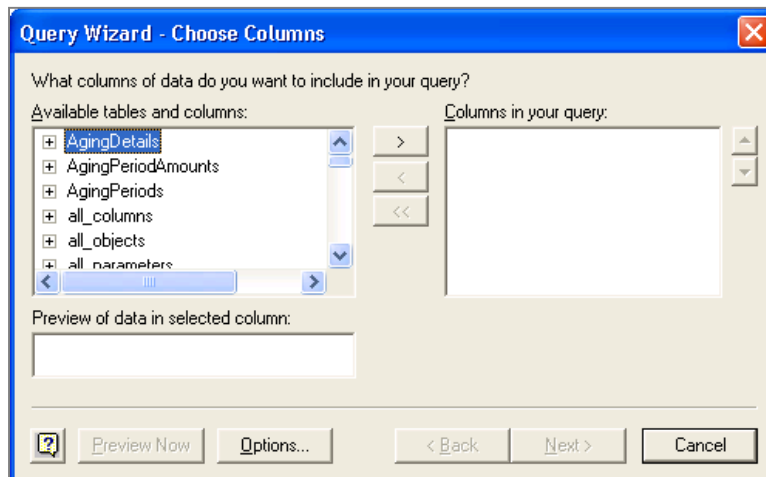 Query Wizard - Choose Columns
What columns of data do you want to include in your query?
Available tables and columns:
Columns in your query:
AgingDetails
AgingPeriodAmounts
AgingPeriods
all_columns
all_objects
all_parameters
>
<
<<
Preview of data in selected column:
Preview Now
Options...
< Back
Next >
Cancel